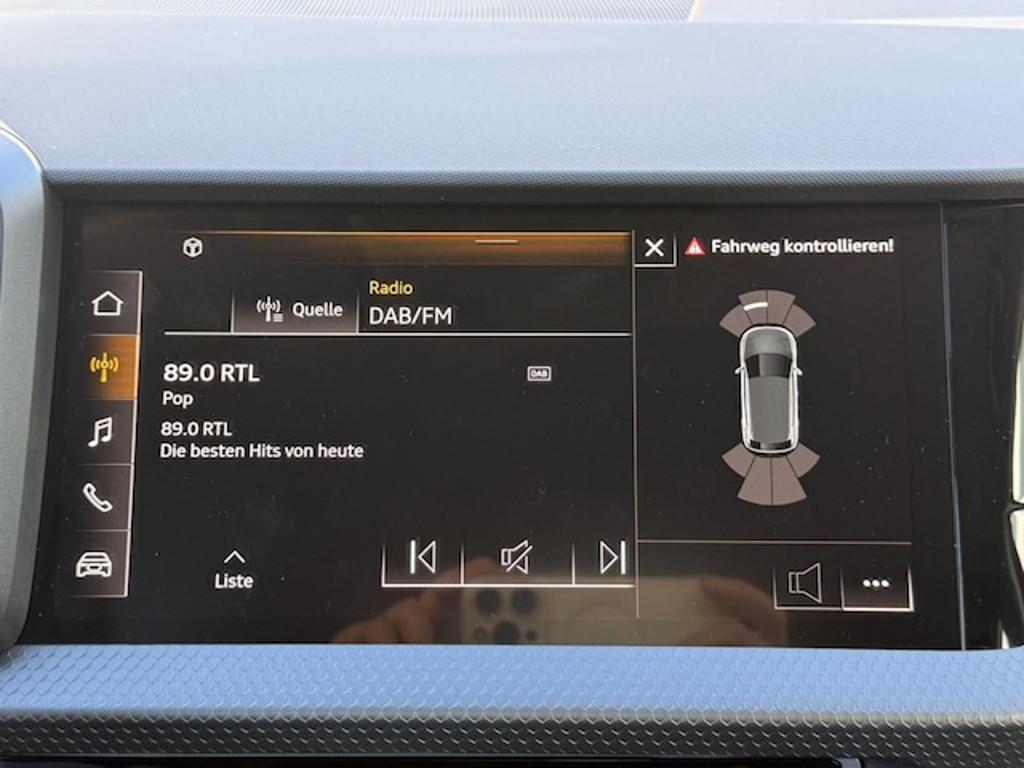 Fahrweg kontrollieren!
Radio
Quelle
DAB/FM
89.0 RTL
DAB
Pop
89.0 RTL
Die besten Hits von heute
Liste